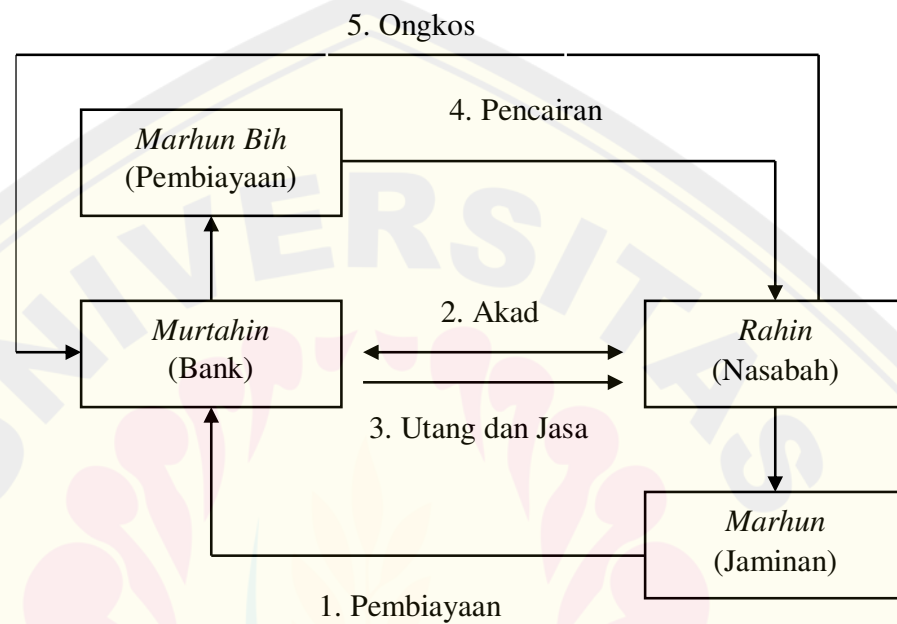 5. Ongkos
4. Pencairan
Marhun Bih
(Pembiayaan)
Murtahin
(Bank)
2. Akad
3. Utang dan Jasa
Rahin
(Nasabah)
Marhun
(Jaminan)
1. Pembiayaan
UNIVERSITAS